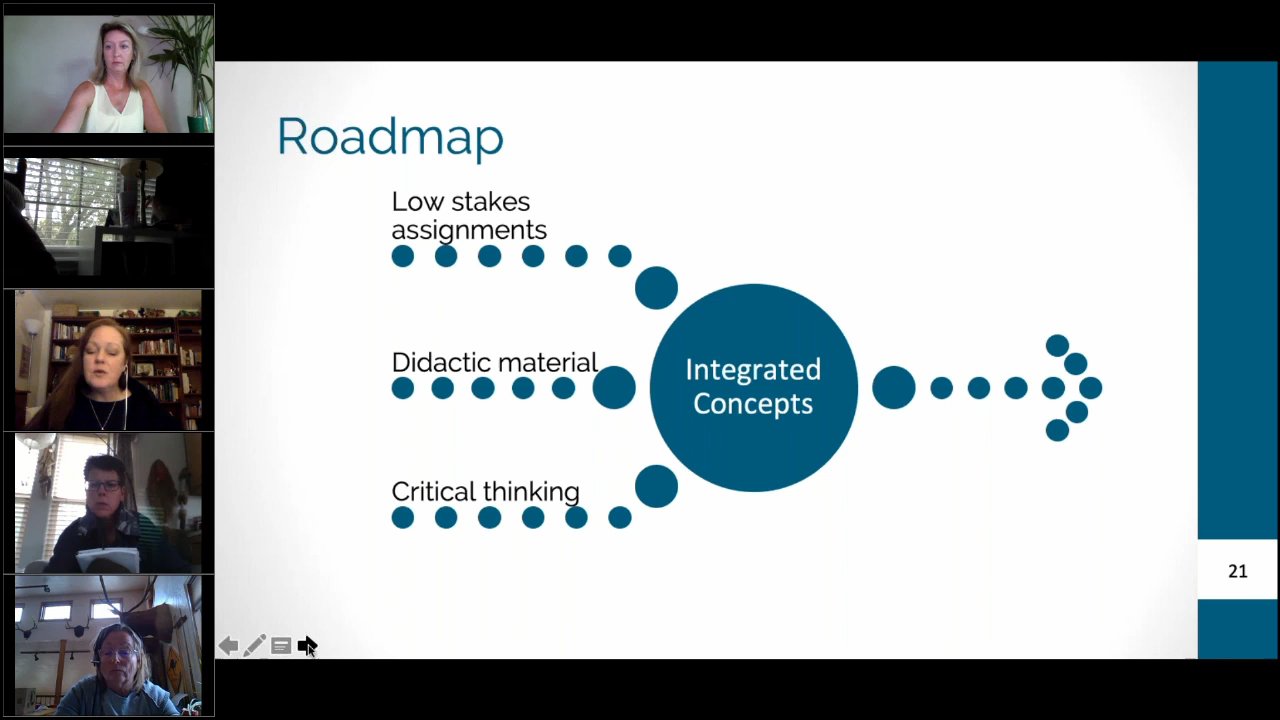 Roadmap
Low stakes
assignments
Didactic material
Integrated
Concepts
Critical thinking
21